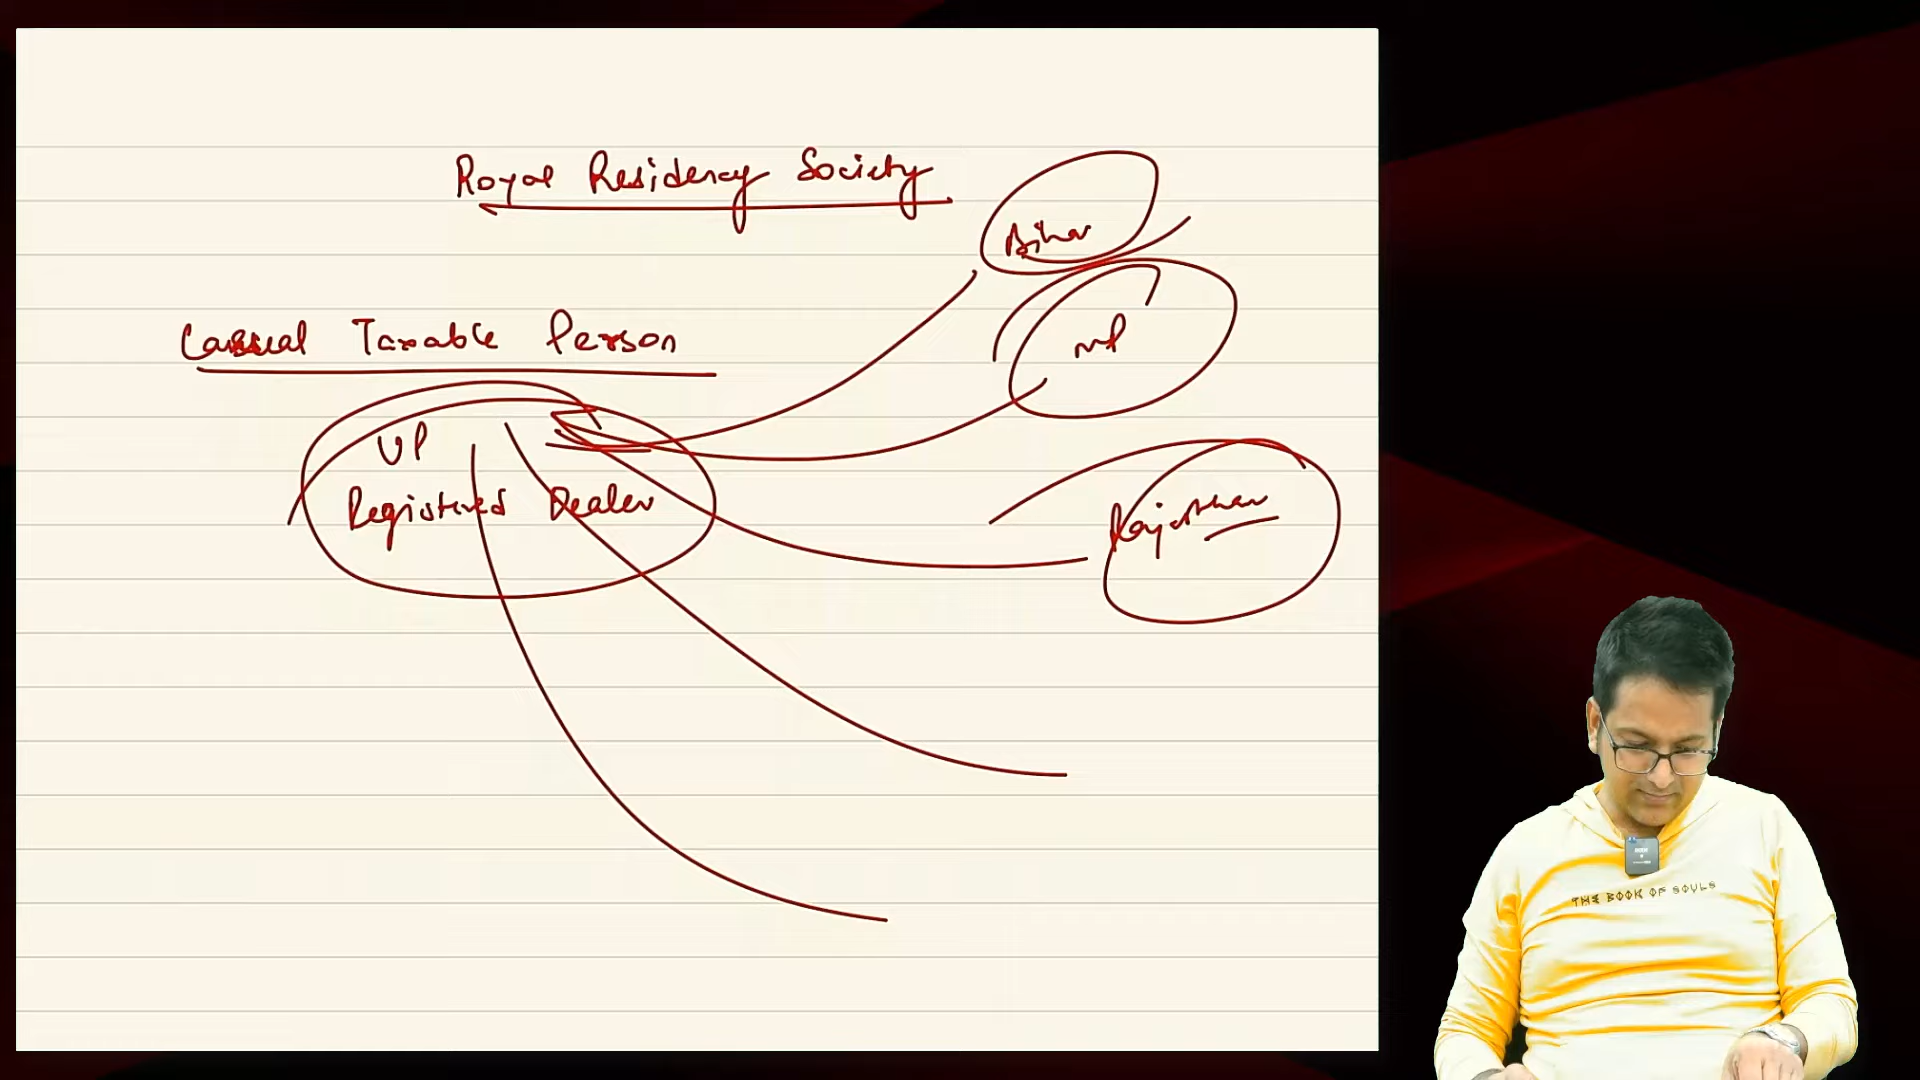 Royal Residency Society
Bihar
MP
Casual Taxable Person
UP
Registered Dealer
Rajasthan
THE BOOK OF SOULS